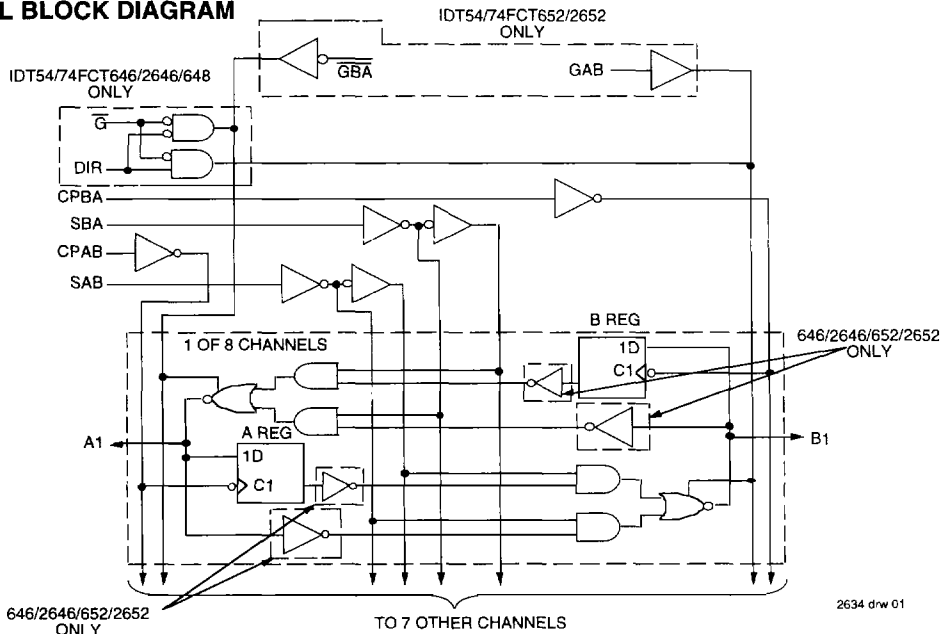 L BLOCK DIAGRAM
IDT54/74FCT652/2652
ONLY
GBA
GAB
IDT54/74FCT646/2646/648
ONLY
G
DIR
CPBA
SBA
CPAB
SAB
B REG
1 OF 8 CHANNELS
1D
C1
646/2646/652/2652
ONLY
A1
A REG
B1
1D
C1
646/2646/652/2652
ONLY
TO 7 OTHER CHANNELS
2634 drw 01